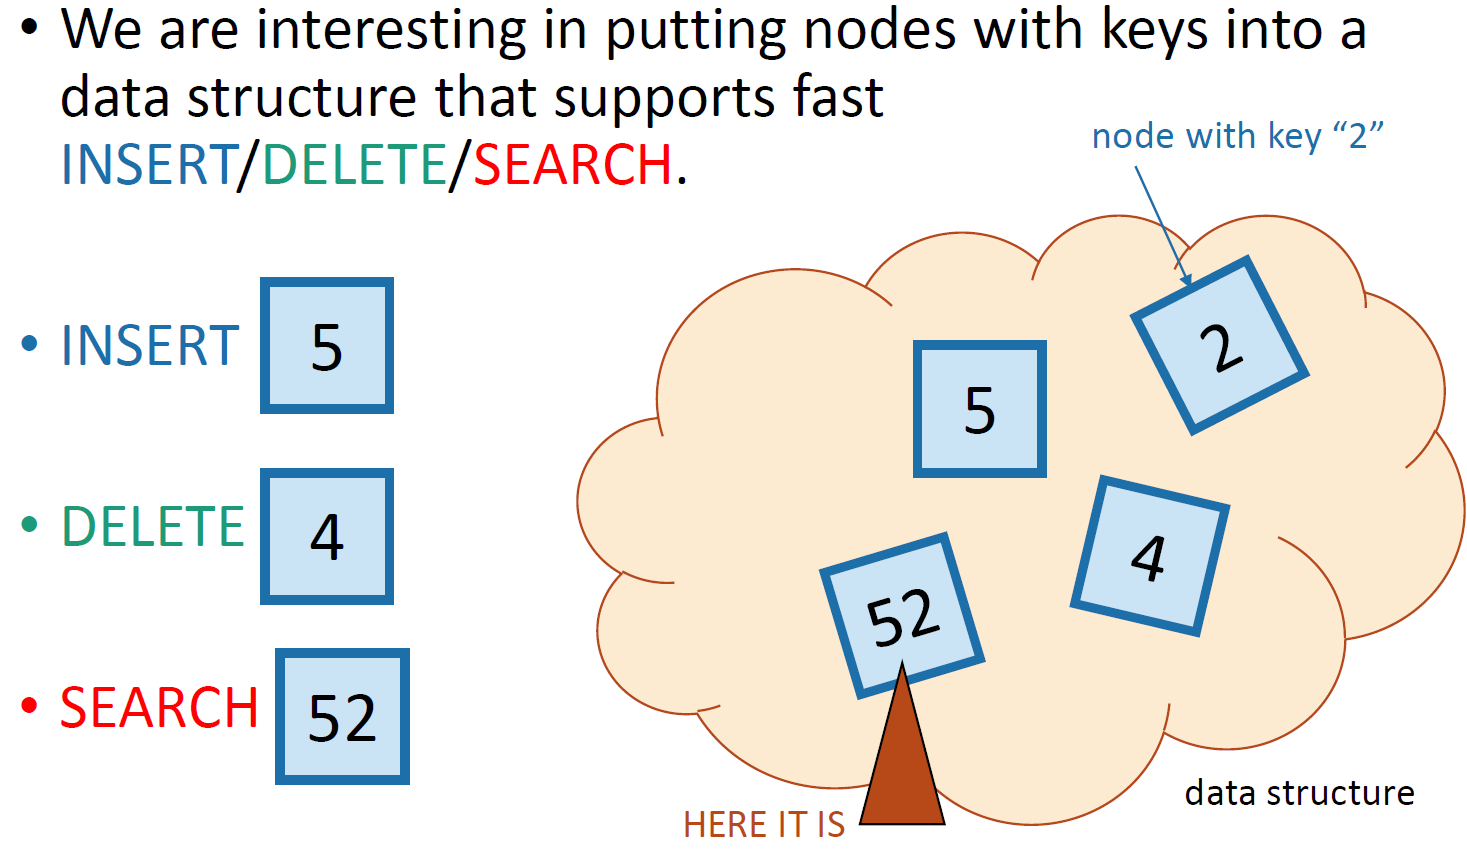 • We are interesting in putting nodes with keys into a
data structure that supports fast
INSERT/DELETE/SEARCH.
node with key “2”
• INSERT 5
• DELETE 4
• SEARCH 52
2
5
4
52
HERE IT IS
data structure